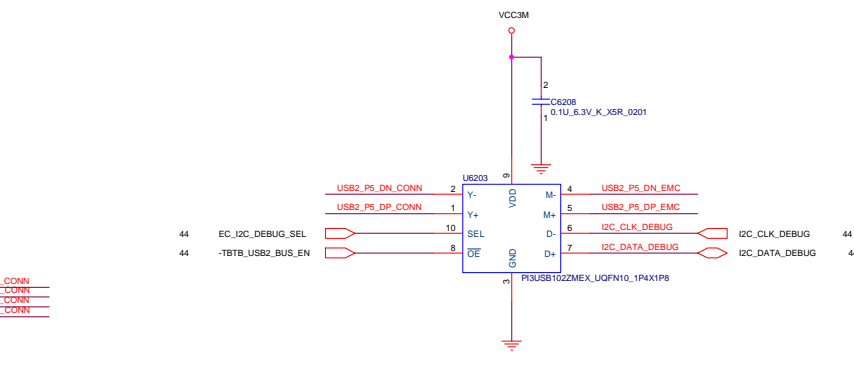 VCC3M
2
C6208
0.1U_6.3V_K_X5R_0201
1
U6203
9
VDD
USB2_P5_DN_CONN 2 Y- M- 4 USB2_P5_DN_EMC
USB2_P5_DP_CONN 1 Y+ M+ 5 USB2_P5_DP_EMC
44 EC_I2C_DEBUG_SEL 10 SEL D- 6 I2C_CLK_DEBUG I2C_CLK_DEBUG 44
44 -TBTB_USB2_BUS_EN 8 OE D+ 7 I2C_DATA_DEBUG I2C_DATA_DEBUG
GND
3
PI3USB102ZMEX_UQFN10_1P4X1P8
_CONN
_CONN
_CONN
_CONN